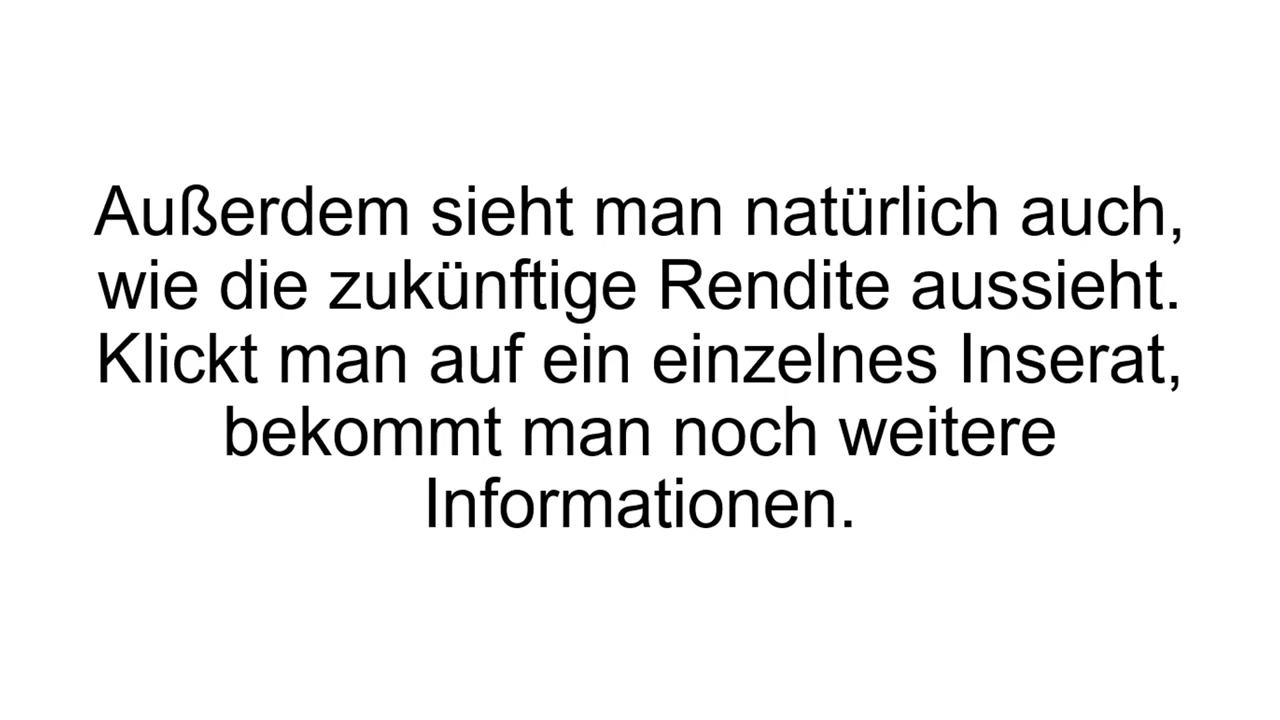 Außerdem sieht man natürlich auch,
wie die zukünftige Rendite aussieht.
Klickt man auf ein einzelnes Inserat,
bekommt man noch weitere
Informationen.